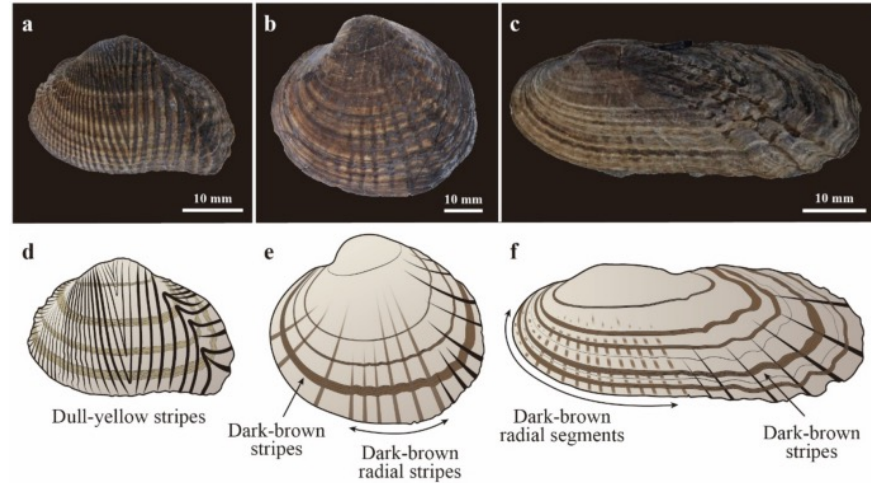 a
b
c
10 mm
10 mm
10 mm
d
e
f
Dull-yellow stripes
Dark-brown
stripes
Dark-brown
radial stripes
Dark-brown
radial segments
Dark-brown
stripes